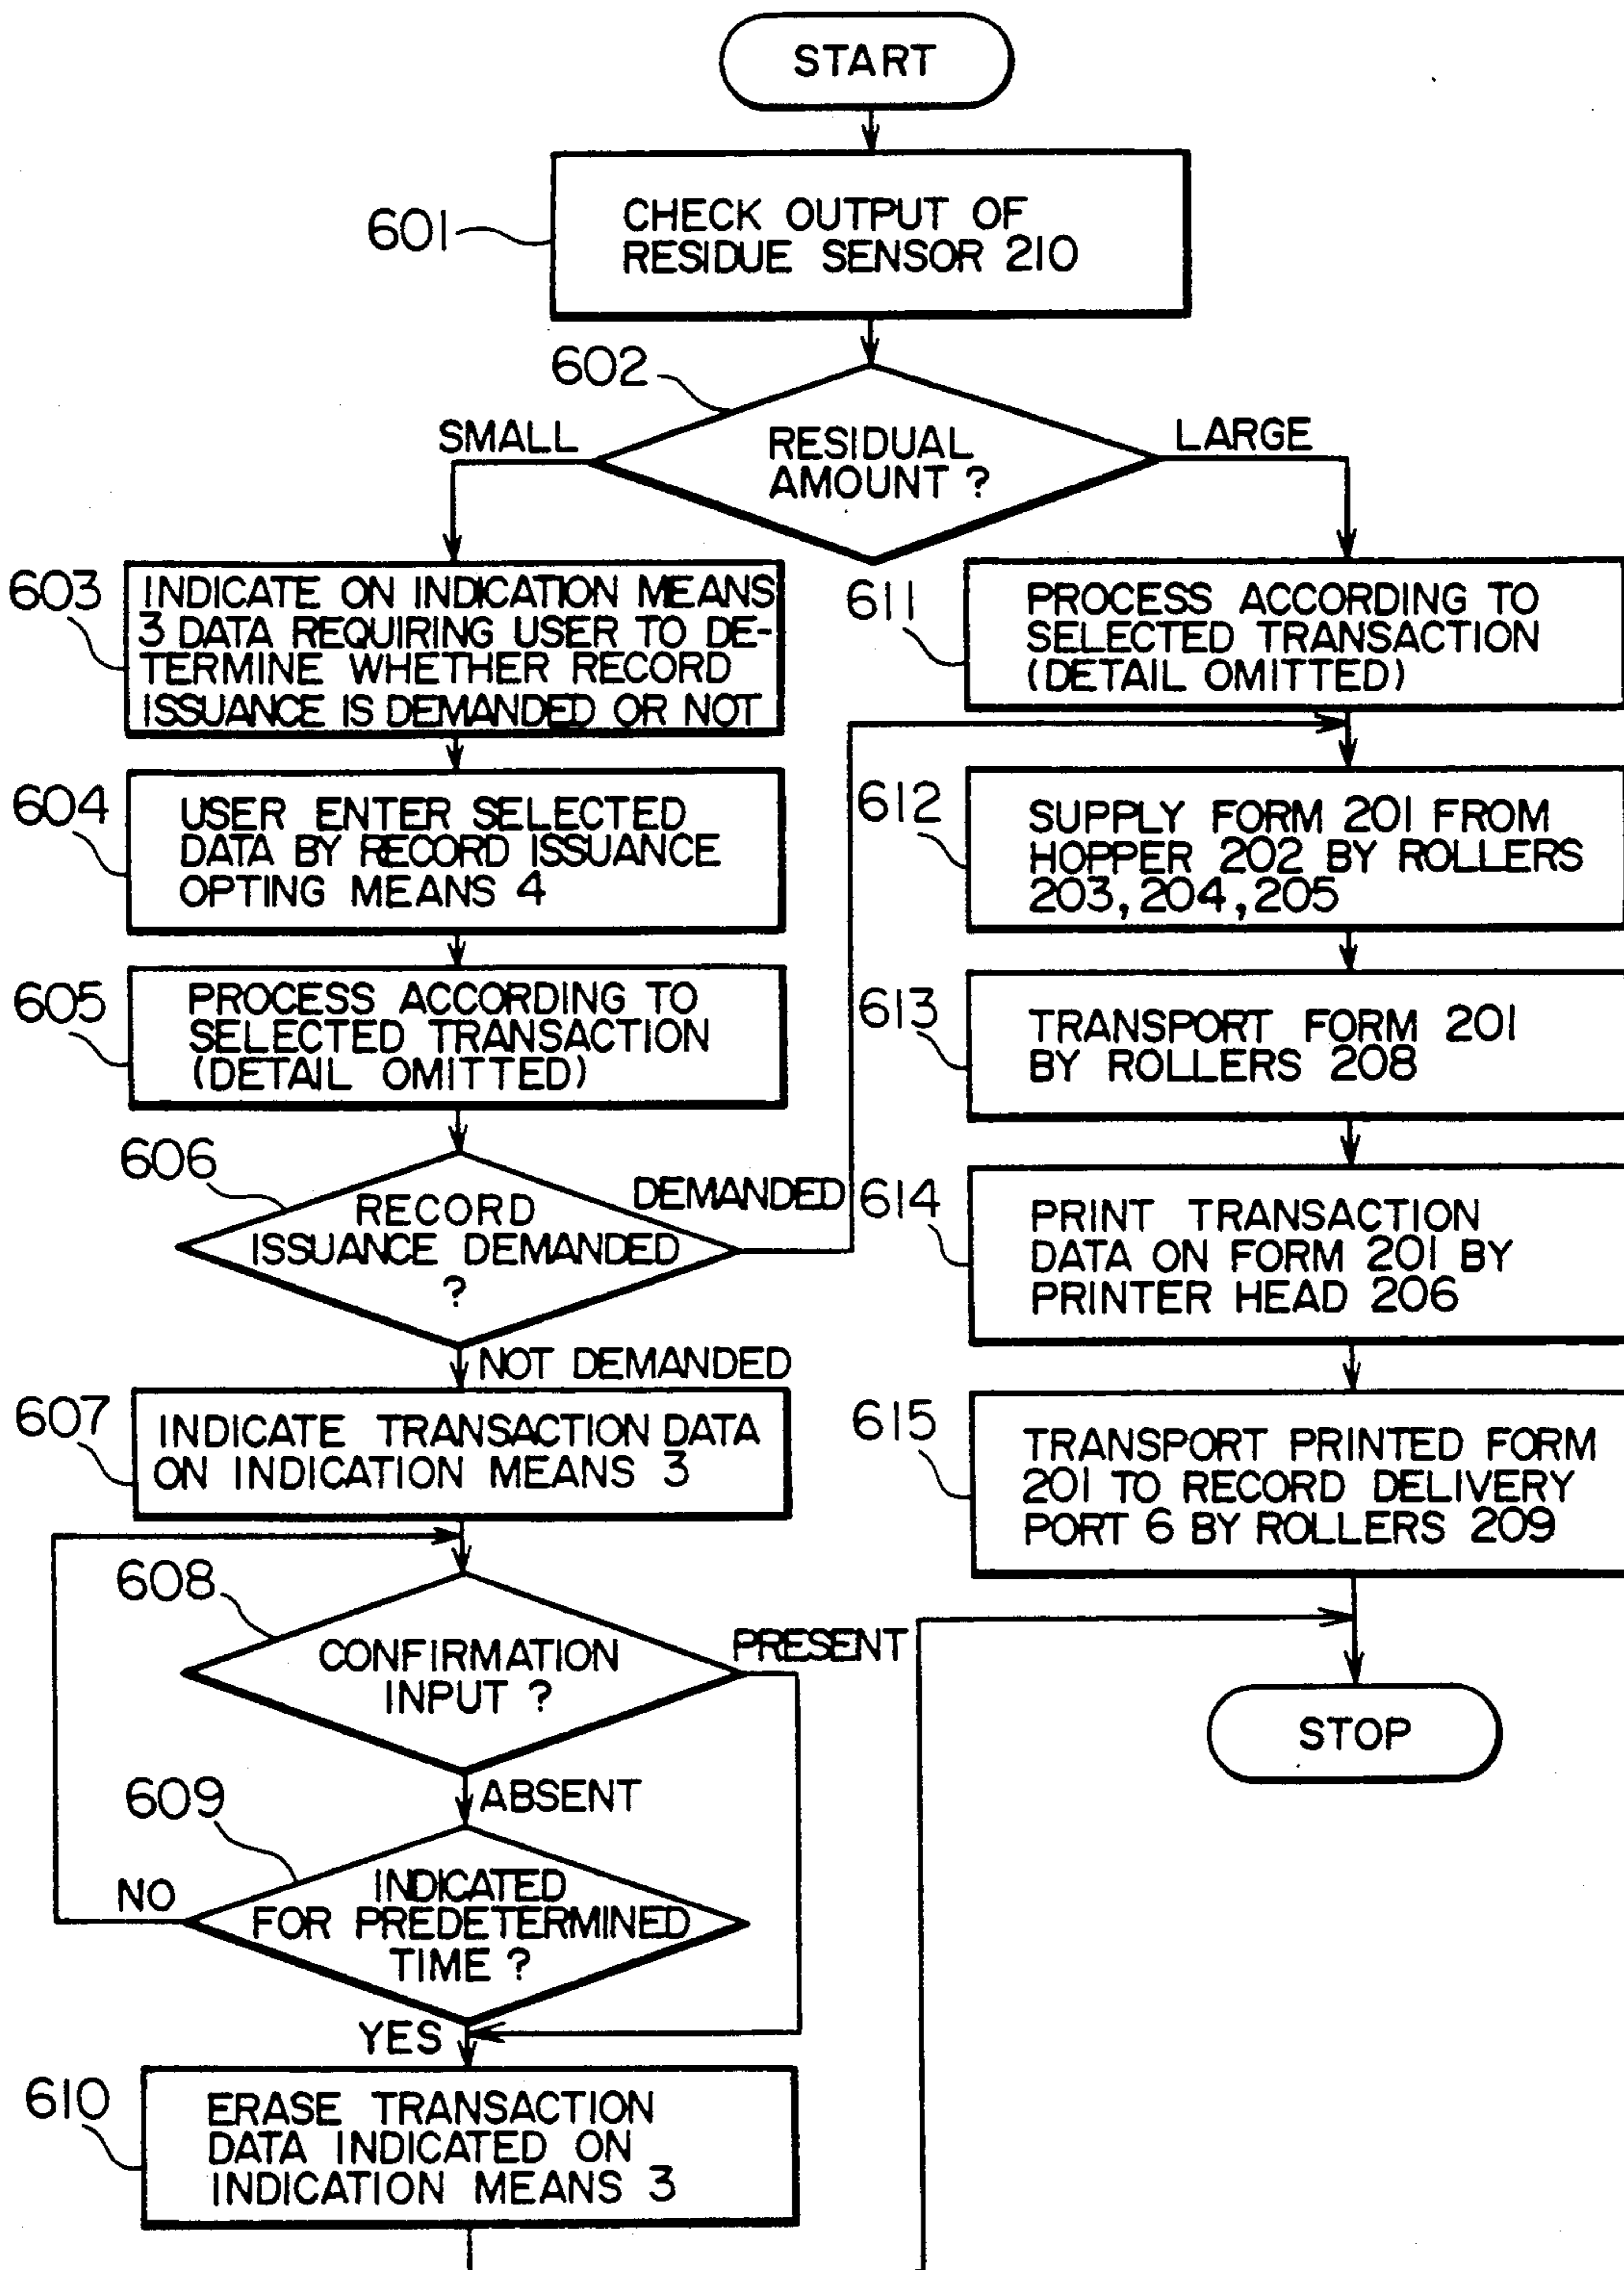 START
601
CHECK OUTPUT OF
RESIDUE SENSOR 210
602
SMALL
RESIDUAL
AMOUNT ?
LARGE
603
INDICATE ON INDICATION MEANS
3 DATA REQUIRING USER TO DE-
TERMINE WHETHER RECORD
ISSUANCE IS DEMANDED OR NOT
604
USER ENTER SELECTED
DATA BY RECORD ISSUANCE
OPTING MEANS 4
605
PROCESS ACCORDING TO
SELECTED TRANSACTION
(DETAIL OMITTED)
606
RECORD
ISSUANCE DEMANDED
?
DEMANDED
NOT DEMANDED
607
INDICATE TRANSACTION DATA
ON INDICATION MEANS 3
608
CONFIRMATION
INPUT ?
PRESENT
ABSENT
609
INDICATED
FOR PREDETERMINED
TIME ?
NO
YES
610
ERASE TRANSACTION
DATA INDICATED ON
INDICATION MEANS 3
611
PROCESS ACCORDING TO
SELECTED TRANSACTION
(DETAIL OMITTED)
612
SUPPLY FORM 201 FROM
HOPPER 202 BY ROLLERS
203, 204, 205
613
TRANSPORT FORM 201
BY ROLLERS 208
614
PRINT TRANSACTION
DATA ON FORM 201 BY
PRINTER HEAD 206
615
TRANSPORT PRINTED FORM
201 TO RECORD DELIVERY
PORT 6 BY ROLLERS 209
STOP